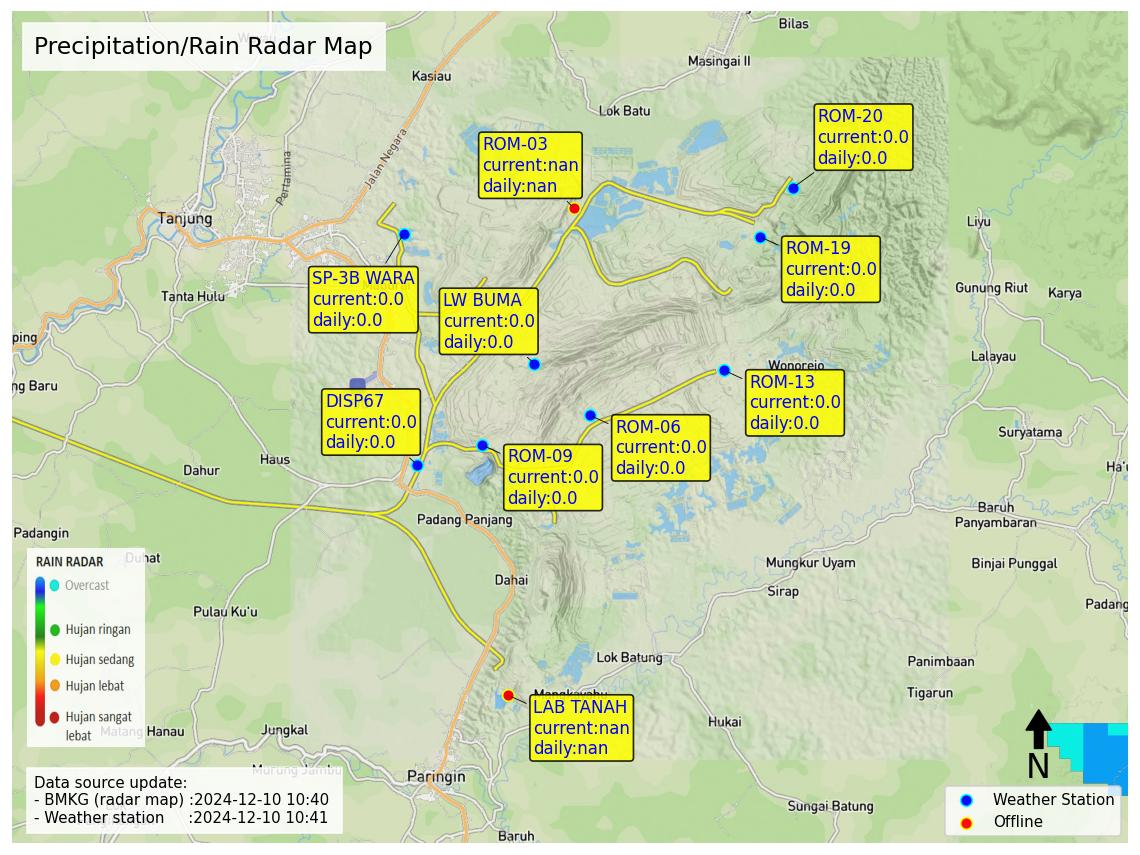 Precipitation/Rain Radar Map
Bilas
Masingai II
Kasiau
Lok Batu
Jalan Negara
Pertamina
Tanjung
Tanta Hulu
ROM-03
current:nan
daily:nan
ROM-20
current:0.0
daily:0.0
ROM-19
current:0.0
daily:0.0
SP-3B WARA
current:0.0
daily:0.0
LW BUMA
current:0.0
daily:0.0
Liyu
Gunung Riut
Karya
Lalayau
ping
ng Baru
Wonorejo
ROM-13
current:0.0
daily:0.0
DISP67
current:0.0
daily:0.0
ROM-06
current:0.0
daily:0.0
ROM-09
current:0.0
daily:0.0
Suryatama
Haus
Dahur
Ha'u
Baruh
Panyambaran
Padang Panjang
Padangin
Duhat
Binjai Punggal
Mungkur Uyam
Dahai
Sirap
Padang
Pulau Ku'u
RAIN RADAR
Overcast
Hujan ringan
Hujan sedang
Hujan lebat
Hujan sangat
lebat
Lok Batung
Panimbaan
Tigarun
Mangkayahu
LAB TANAH
current:nan
daily:nan
Hukai
Matang Hanau
Jungkal
Murung Jambu
Paringin
Sungai Batung
Baruh
Data source update:
- BMKG (radar map) :2024-12-10 10:40
- Weather station :2024-12-10 10:41
N
Weather Station
Offline